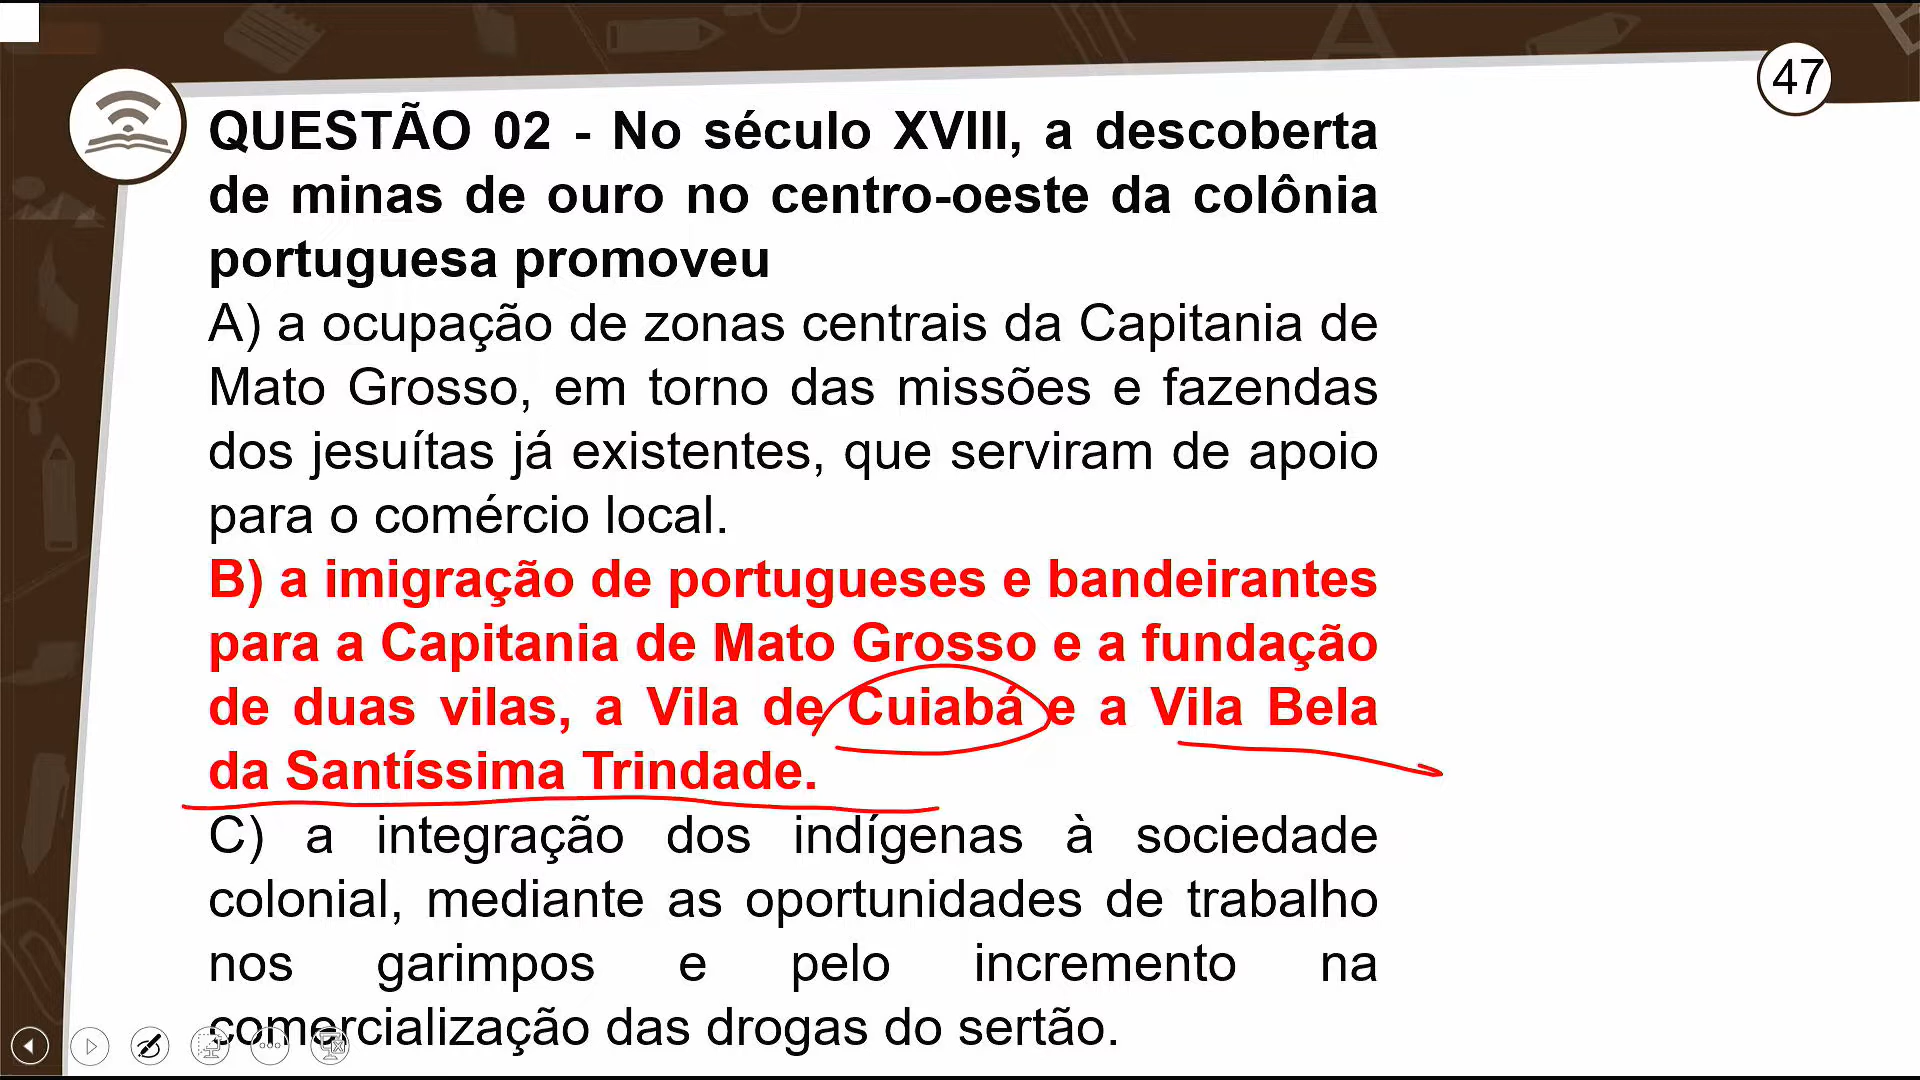 47
QUESTÃO 02 - No século XVIII, a descoberta
de minas de ouro no centro-oeste da colônia
portuguesa promoveu
A) a ocupação de zonas centrais da Capitania de
Mato Grosso, em torno das missões e fazendas
dos jesuítas já existentes, que serviram de apoio
para o comércio local.
B) a imigração de portugueses e bandeirantes
para a Capitania de Mato Grosso e a fundação
de duas vilas, a Vila de Cuiabá e a Vila Bela
da Santíssima Trindade.
C) a integração dos indígenas à sociedade
colonial, mediante as oportunidades de trabalho
nos garimpos e pelo incremento na
comercialização das drogas do sertão.